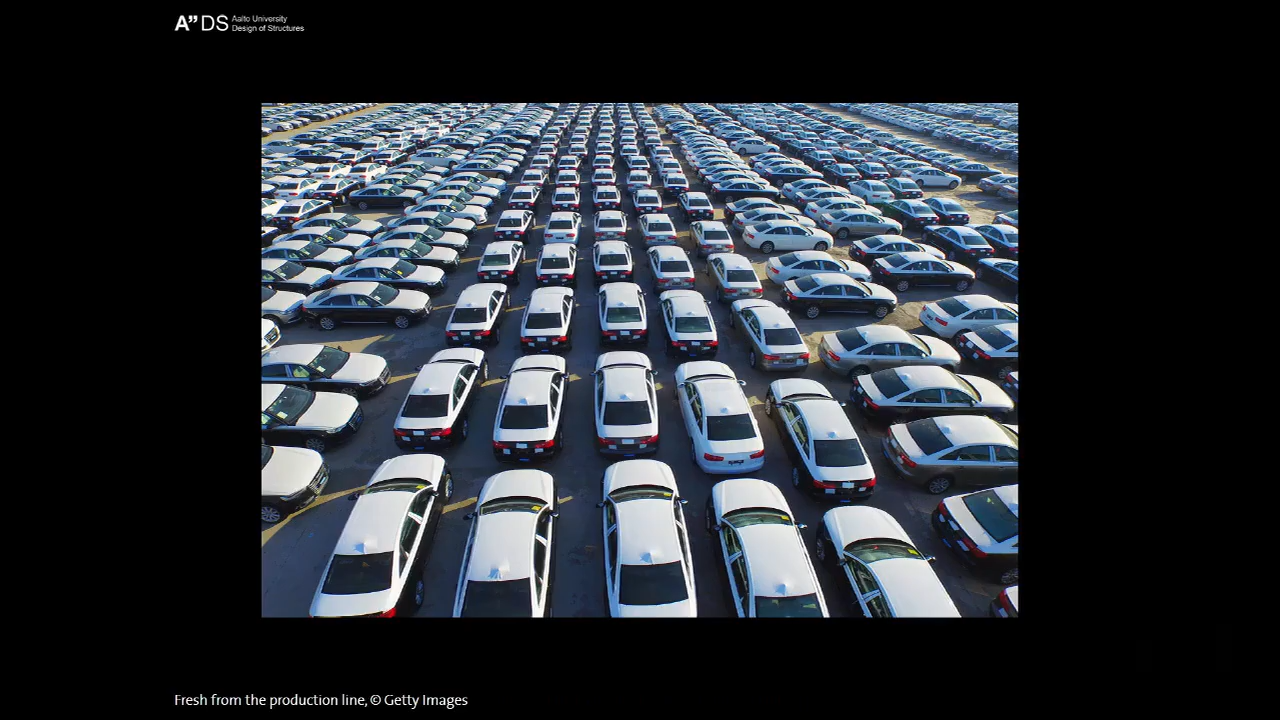 A” DS Aalto University
Design of Structures
Fresh from the production line, © Getty Images